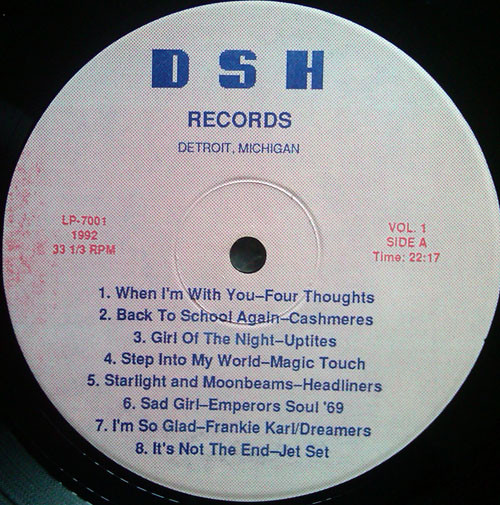 DSH
RECORDS
DETROIT, MICHIGAN
LP-7001
1992
33 1/3 RPM
VOL. 1
SIDE A
Time: 22:17
1. When I'm With You–Four Thoughts
2. Back To School Again–Cashmeres
3. Girl Of The Night–Uptites
4. Step Into My World–Magic Touch
5. Starlight and Moonbeams–Headliners
6. Sad Girl–Emperors Soul '69
7. I'm So Glad–Frankie Karl/Dreamers
8. It's Not The End–Jet Set